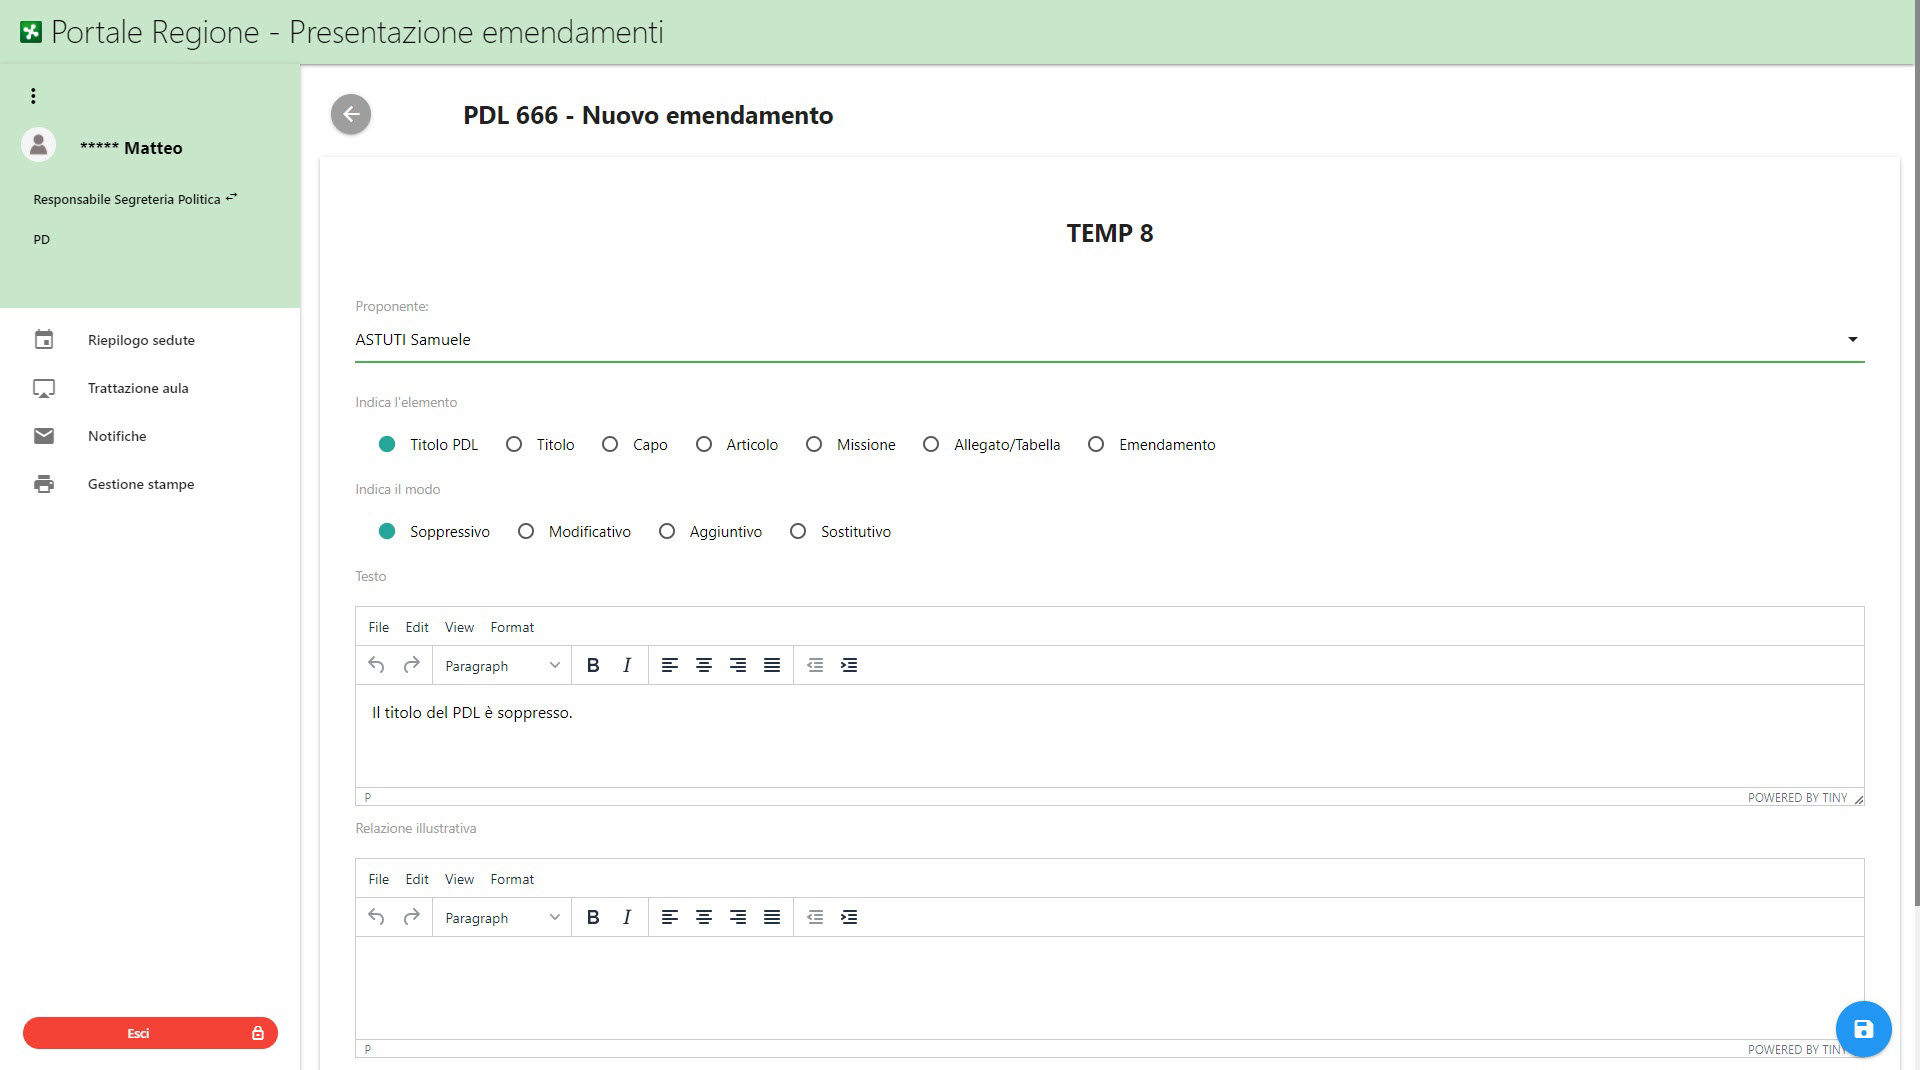 Portale Regione - Presentazione emendamenti
***** Matteo
Responsabile Segreteria Politica
PD
Riepilogo sedute
Trattazione aula
Notifiche
Gestione stampe
Esci
PDL 666 - Nuovo emendamento
TEMP 8
Proponente:
ASTUTI Samuele
Indica l'elemento
Titolo PDL Titolo Capo Articolo Missione Allegato/Tabella Emendamento
Indica il modo
Soppressivo Modificativo Aggiuntivo Sostitutivo
Testo
File Edit View Format
Paragraph B I
Il titolo del PDL è soppresso.
P POWERED BY TINY
Relazione illustrativa
File Edit View Format
Paragraph B I
P POWERED BY TINY